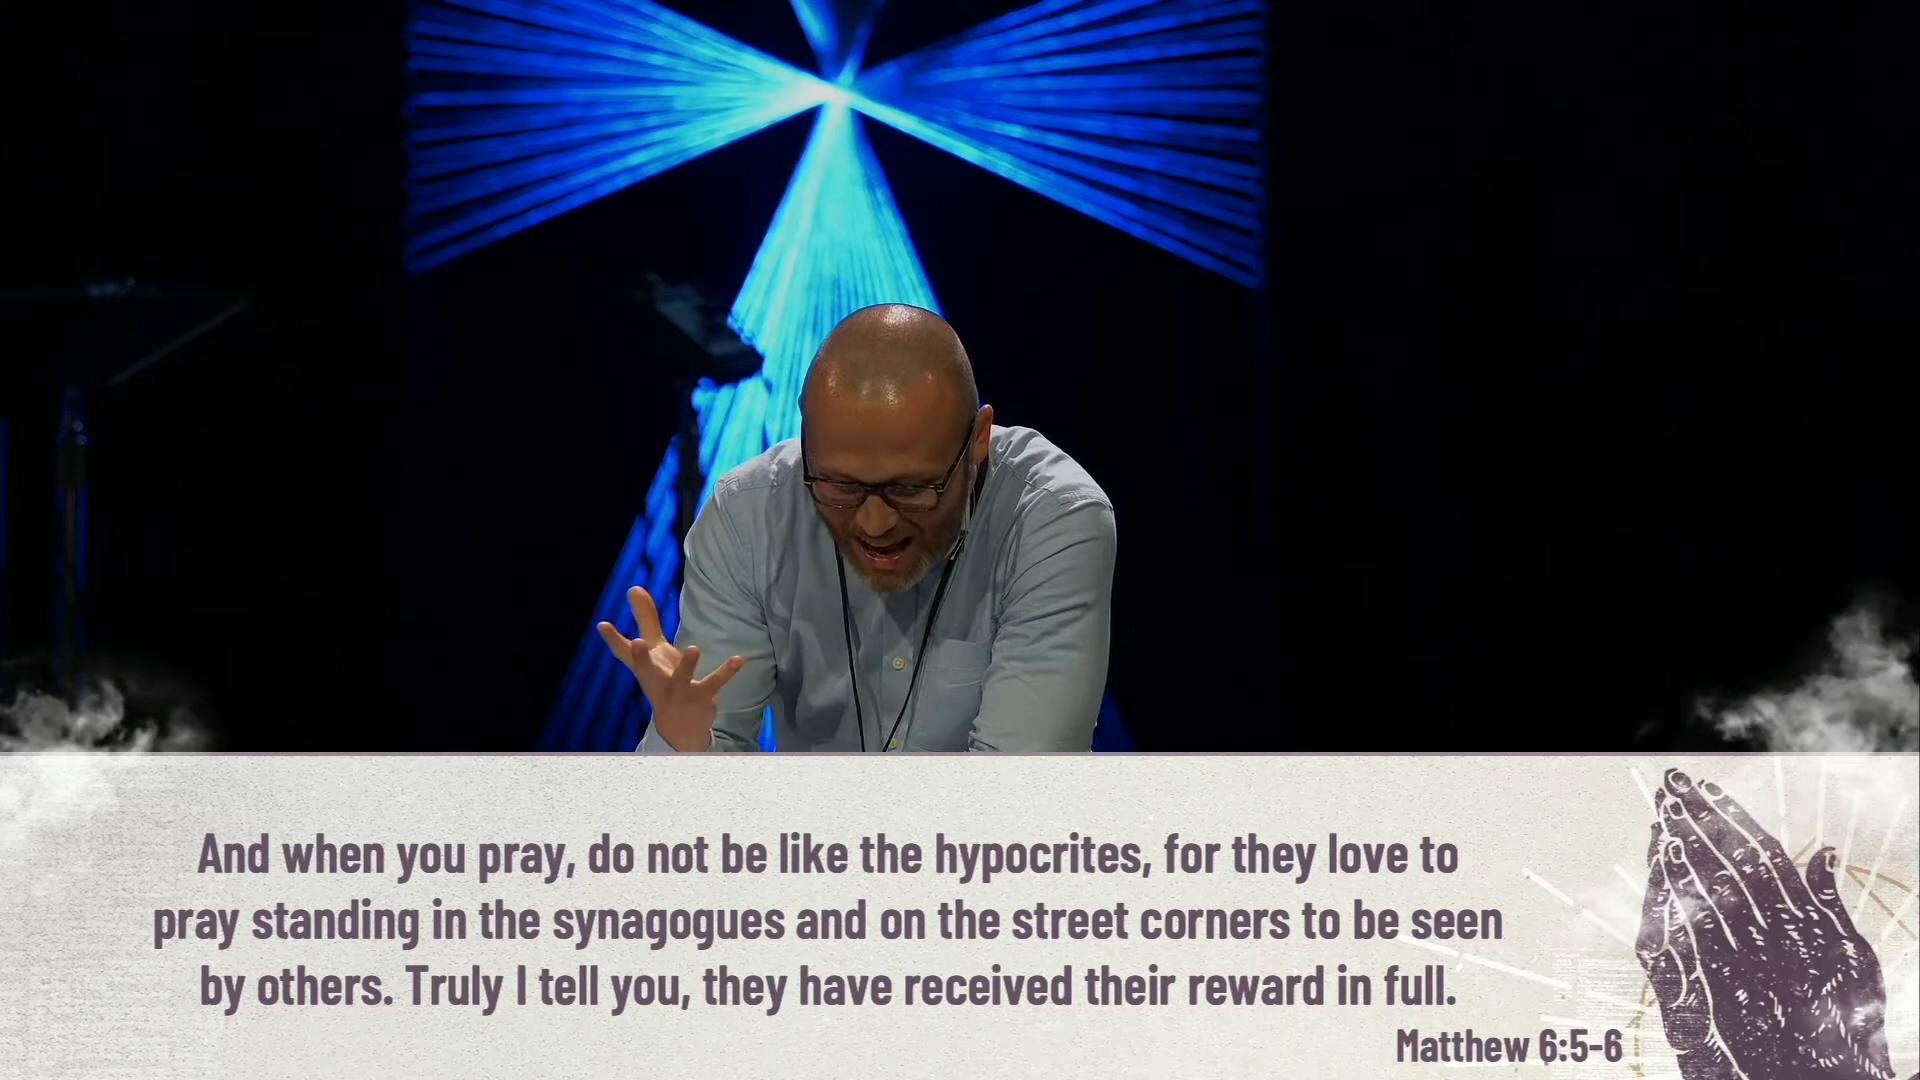 And when you pray, do not be like the hypocrites, for they love to
pray standing in the synagogues and on the street corners to be seen
by others. Truly I tell you, they have received their reward in full.
Matthew 6:5-6